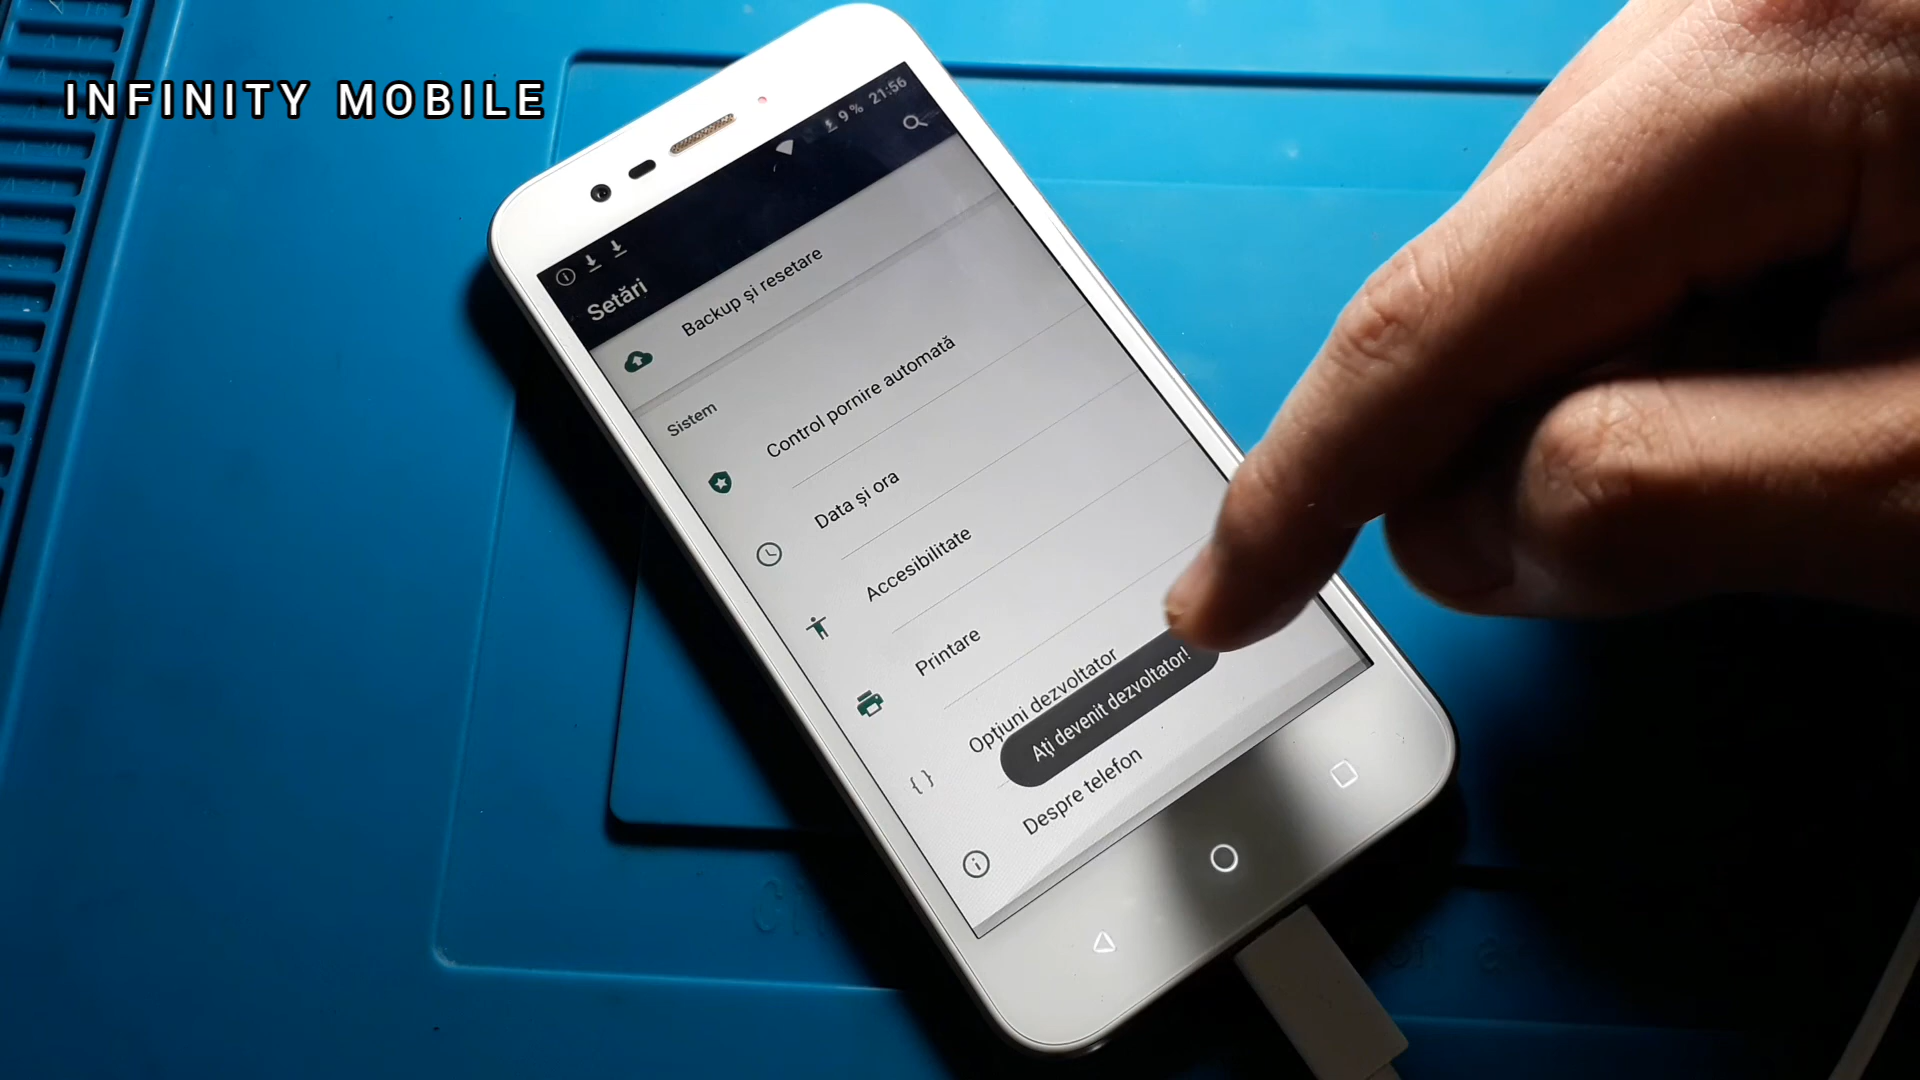 INFINITY MOBILE
9 % 21:56
Setări
Backup și resetare
Sistem
Control pornire automată
Data și ora
Accesibilitate
Printare
Opțiuni dezvoltator
Ați devenit dezvoltator!
Despre telefon